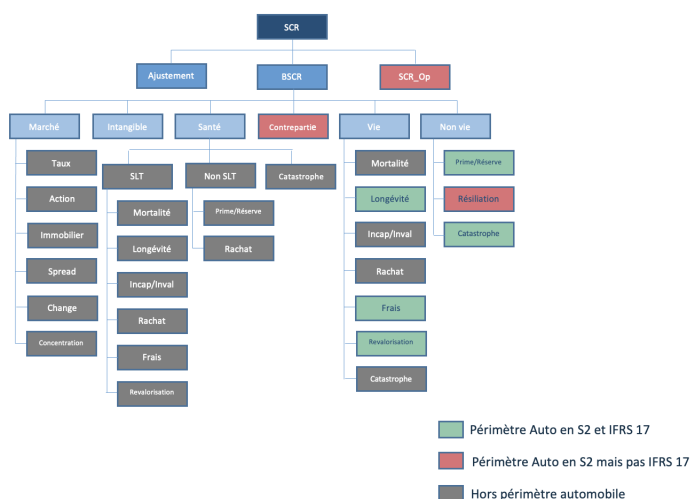 SCR
Ajustement
BSCR
SCR_Op
Marché
Intangible
Santé
Contrepartie
Vie
Non vie
Taux
Action
Immobilier
Spread
Change
Concentration
SLT
Mortalité
Longévité
Incap/Inval
Rachat
Frais
Revalorisation
Non SLT
Prime/Réserve
Rachat
Catastrophe
Mortalité
Longévité
Incap/Inval
Rachat
Frais
Revalorisation
Catastrophe
Prime/Réserve
Résiliation
Catastrophe
Périmètre Auto en S2 et IFRS 17
Périmètre Auto en S2 mais pas IFRS 17
Hors périmètre automobile